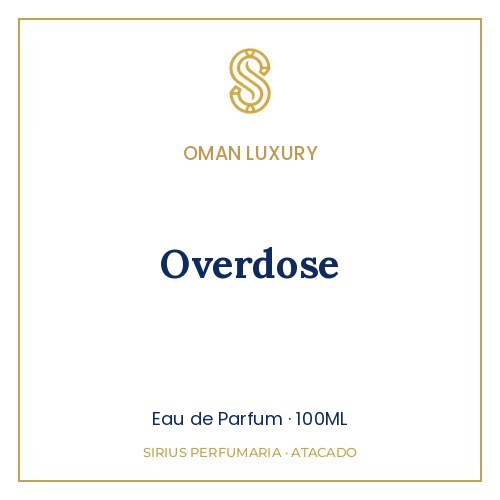 OMAN LUXURY
Overdose
Eau de Parfum · 100ML
SIRIUS PERFUMARIA · ATACADO